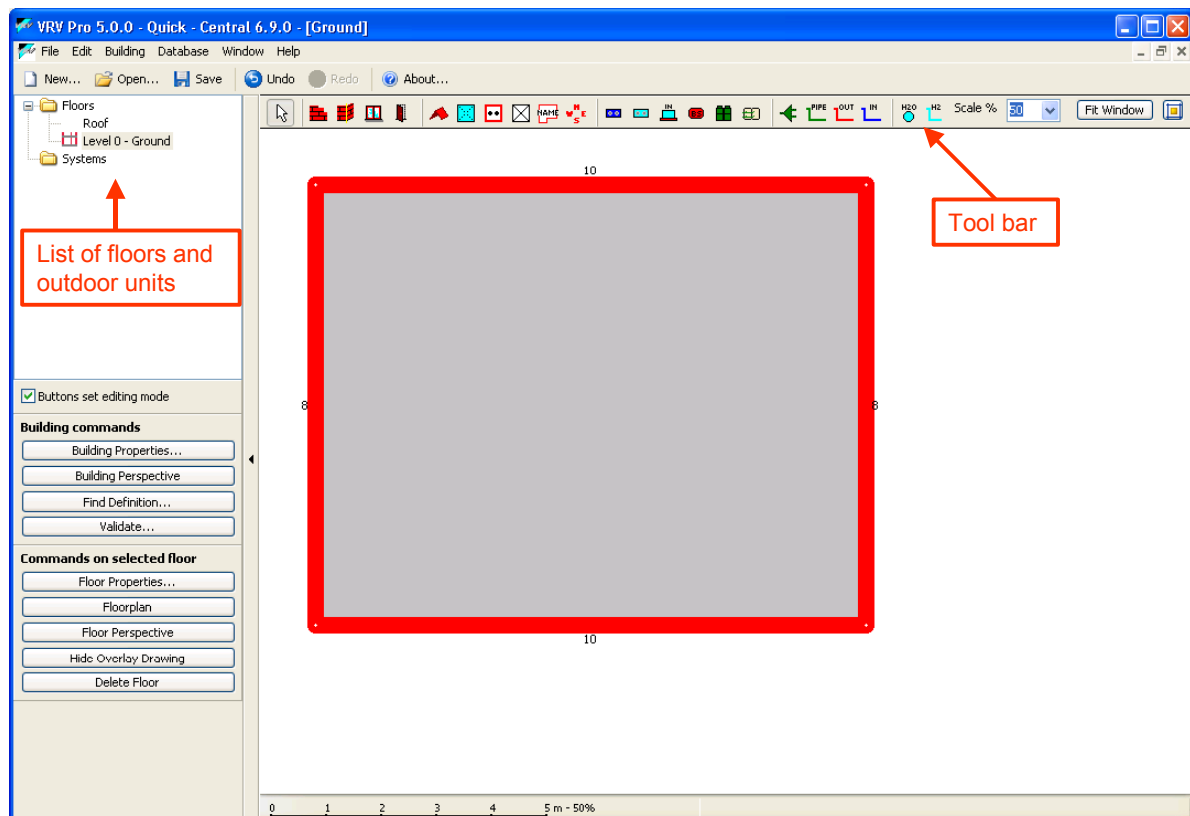 VRV Pro 5.0.0 - Quick - Central 6.9.0 - [Ground]
File Edit Building Database Window Help
New... Open... Save Undo Redo About...
Floors
Roof
Level 0 - Ground
Systems
NAME N W E S IN PIPE OUT IN H2O H2 Scale % 50 Fit Window
Tool bar
List of floors and
outdoor units
10
8
8
10
Buttons set editing mode
Building commands
Building Properties...
Building Perspective
Find Definition...
Validate...
Commands on selected floor
Floor Properties...
Floorplan
Floor Perspective
Hide Overlay Drawing
Delete Floor
0 1 2 3 4 5 m - 50%